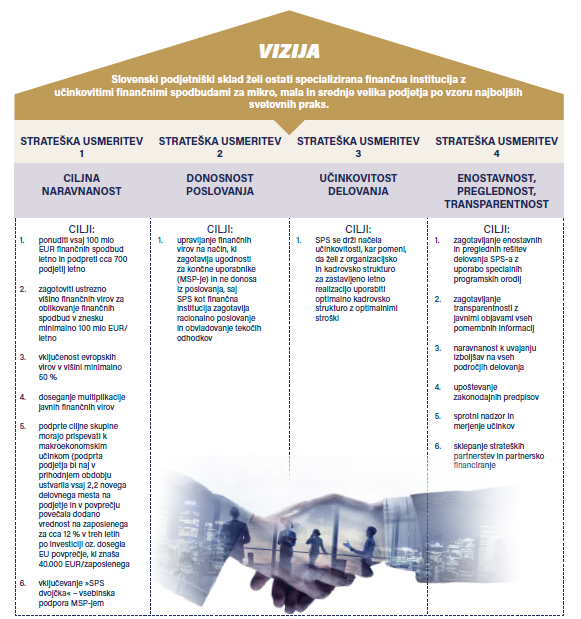 VIZIJA
Slovenski podjetniški sklad želi ostati specializirana finančna institucija z
učinkovitimi finančnimi spodbudami za mikro, mala in srednje velika podjetja po vzoru najboljših
svetovnih praks.
STRATEŠKA USMERITEV
1
CILJNA
NARAVNANOST
CILJI:
1. ponuditi vsaj 100 mio
EUR finančnih spodbud
letno in podpreti cca 700
podjetij letno
2. zagotoviti ustrezno
višino finančnih virov za
oblikovanje finančnih
spodbud v znesku
minimalno 100 mio EUR/
letno
3. vključenost evropskih
virov v višini minimalno
50 %
4. doseganje multiplikacije
javnih finančnih virov
5. podprte ciljne skupine
morajo prispevati k
makroekonomskim
učinkom (podprta
podjetja bi naj v
prihodnjem obdobju
ustvarila vsaj 2,2 novega
delovnega mesta na
podjetje in v povprečju
povečala dodano
vrednost na zaposlenega
za cca 12 % v treh letih
po investiciji oz. dosegla
EU povprečje, ki znaša
40.000 EUR/zaposlenega
6. vključevanje »SPS
dvojčka« – vsebinska
podpora MSP-jem
STRATEŠKA USMERITEV
2
DONOSNOST
POSLOVANJA
CILJI:
1. upravljanje finančnih
virov na način, ki
zagotavlja ugodnosti
za končne uporabnike
(MSP-je) in ne donosa
iz poslovanja, saj
SPS kot finančna
institucija zagotavlja
racionalno poslovanje
in obvladovanje tekočih
odhodkov
STRATEŠKA USMERITEV
3
UČINKOVITOST
DELOVANJA
CILJI:
1. SPS se drži načela
učinkovitosti, kar pomeni,
da želi z organizacijsko
in kadrovsko strukturo
za zastavljeno letno
realizacijo uporabiti
optimalno kadrovsko
strukturo z optimalnimi
stroški
STRATEŠKA USMERITEV
4
ENOSTAVNOST,
PREGLEDNOST,
TRANSPARENTNOST
CILJI:
1. zagotavljanje enostavnih
in preglednih rešitev
delovanja SPS-a z
uporabo specialnih
programskih orodij
2. zagotavljanje
transparentnosti z
javnimi objavami vseh
pomembnih informacij
3. naravnanost k uvajanju
izboljšav na vseh
področjih delovanja
4. upoštevanje
zakonodajnih predpisov
5. sprotni nadzor in
merjenje učinkov
6. sklepanje strateških
partnerstev in partnersko
financiranje